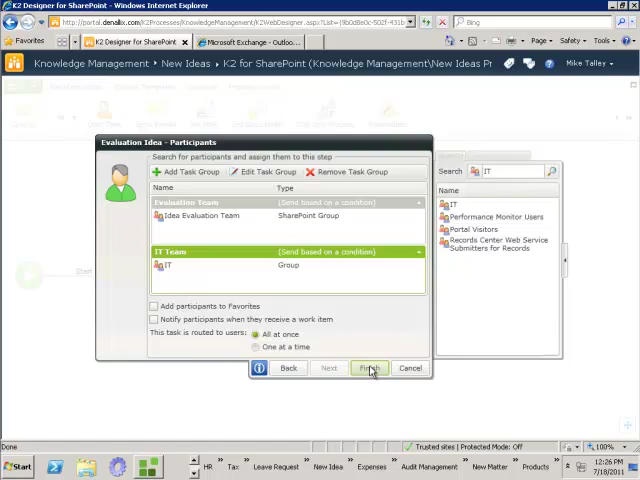 K2 Designer for SharePoint - Windows Internet Explorer
http://portal.denallix.com/K2Processes/KnowledgeManagement/K2WebDesigner.aspx?List={9b0d8e0c-502f-431b-
Bing
Favorites
K2 Designer for SharePoint
Microsoft Exchange - Outloo...
Page
Safety
Tools
Knowledge Management
New Ideas
K2 for SharePoint (Knowledge Management\New Ideas Pr
Mike Talley
Evaluation Idea - Participants
Search for participants and assign them to this step
Add Task Group
Edit Task Group
Remove Task Group
Name
Type
Evaluation Team
(Send based on a condition)
Idea Evaluation Team
SharePoint Group
IT Team
(Send based on a condition)
IT
Group
Add participants to Favorites
Notify participants when they receive a work item
This task is routed to users:
All at once
One at a time
Back
Next
Finish
Cancel
Search
IT
Name
IT
Performance Monitor Users
Portal Visitors
Records Center Web Service
Submitters for Records
Start
Done
Trusted sites | Protected Mode: Off
100%
Start
HR
Tax
Leave Request
New Idea
Expenses
Audit Management
New Matter
Products
12:26 PM
7/18/2011